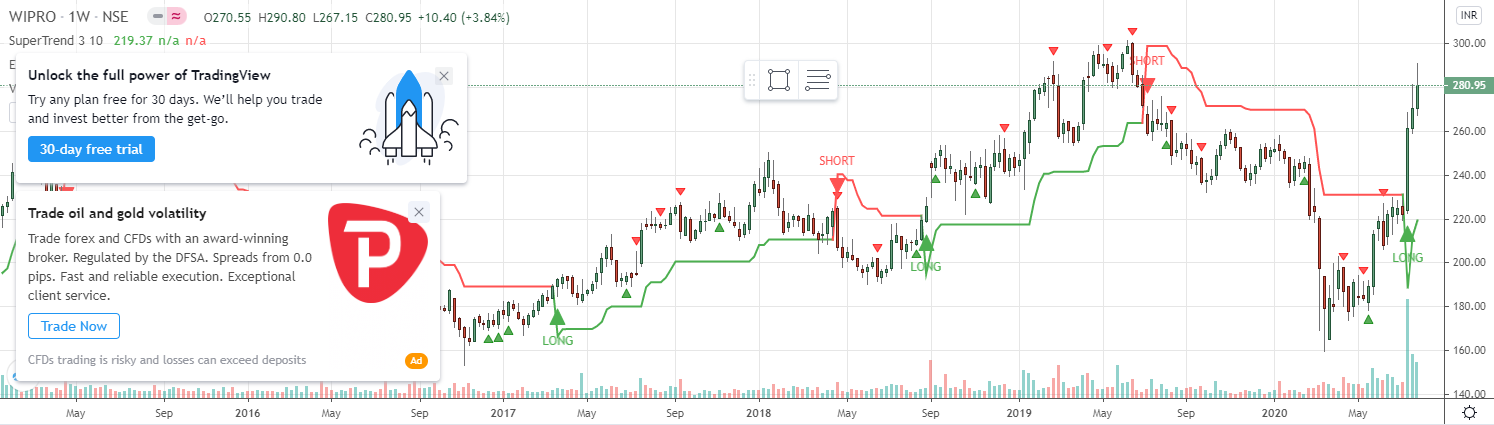 WIPRO · 1W · NSE O270.55 H290.80 L267.15 C280.95 +10.40 (+3.84%)
INR
SuperTrend 3 10 219.37 n/a n/a
Unlock the full power of TradingView
Try any plan free for 30 days. We'll help you trade
and invest better from the get-go.
30-day free trial
Trade oil and gold volatility
Trade forex and CFDs with an award-winning
broker. Regulated by the DFSA. Spreads from 0.0
pips. Fast and reliable execution. Exceptional
client service.
Trade Now
CFDs trading is risky and losses can exceed deposits
Ad
P
LONG
SHORT
LONG
SHORT
LONG
300.00
280.95
260.00
240.00
220.00
200.00
180.00
160.00
140.00
May Sep 2016 May Sep 2017 May Sep 2018 May Sep 2019 May Sep 2020 May